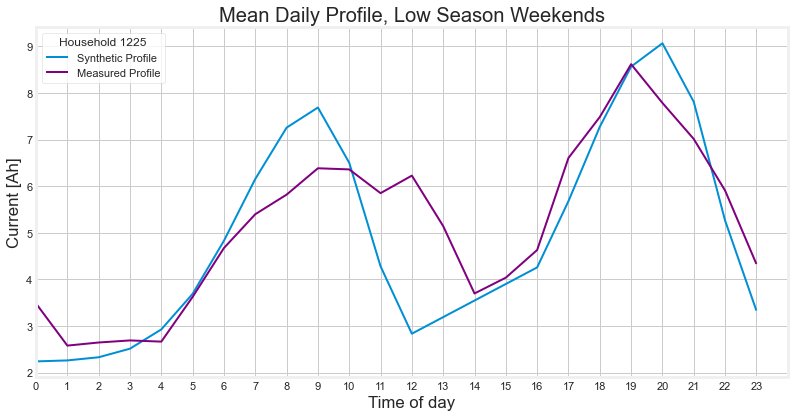 Mean Daily Profile, Low Season Weekends
Household 1225
Synthetic Profile
Measured Profile
Current [Ah]
9
8
7
6
5
4
3
2
0 1 2 3 4 5 6 7 8 9 10 11 12 13 14 15 16 17 18 19 20 21 22 23
Time of day